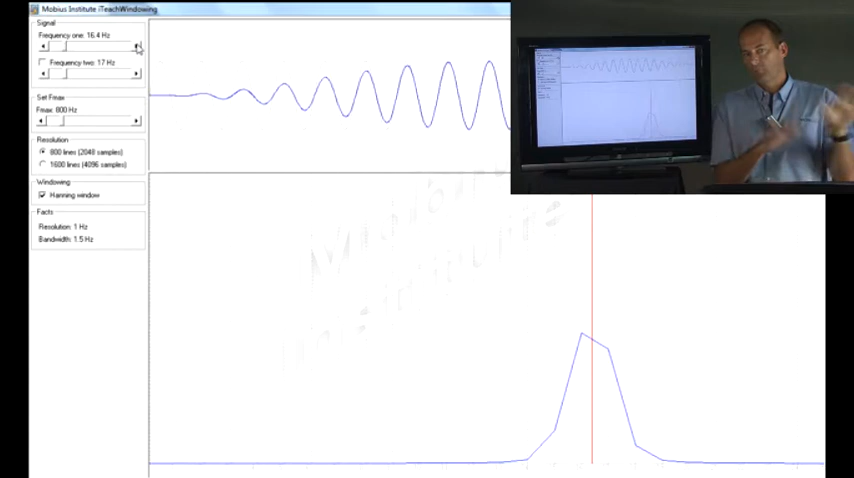 Mobius Institute iTeachWindowing
Signal
Frequency one: 16.4 Hz
Frequency two: 17 Hz
Set Fmax
Fmax: 800 Hz
Resolution
800 lines (2048 samples)
1600 lines (4096 samples)
Windowing
Hanning window
Facts
Resolution: 1 Hz
Bandwidth: 1.5 Hz
Mobius
Institute